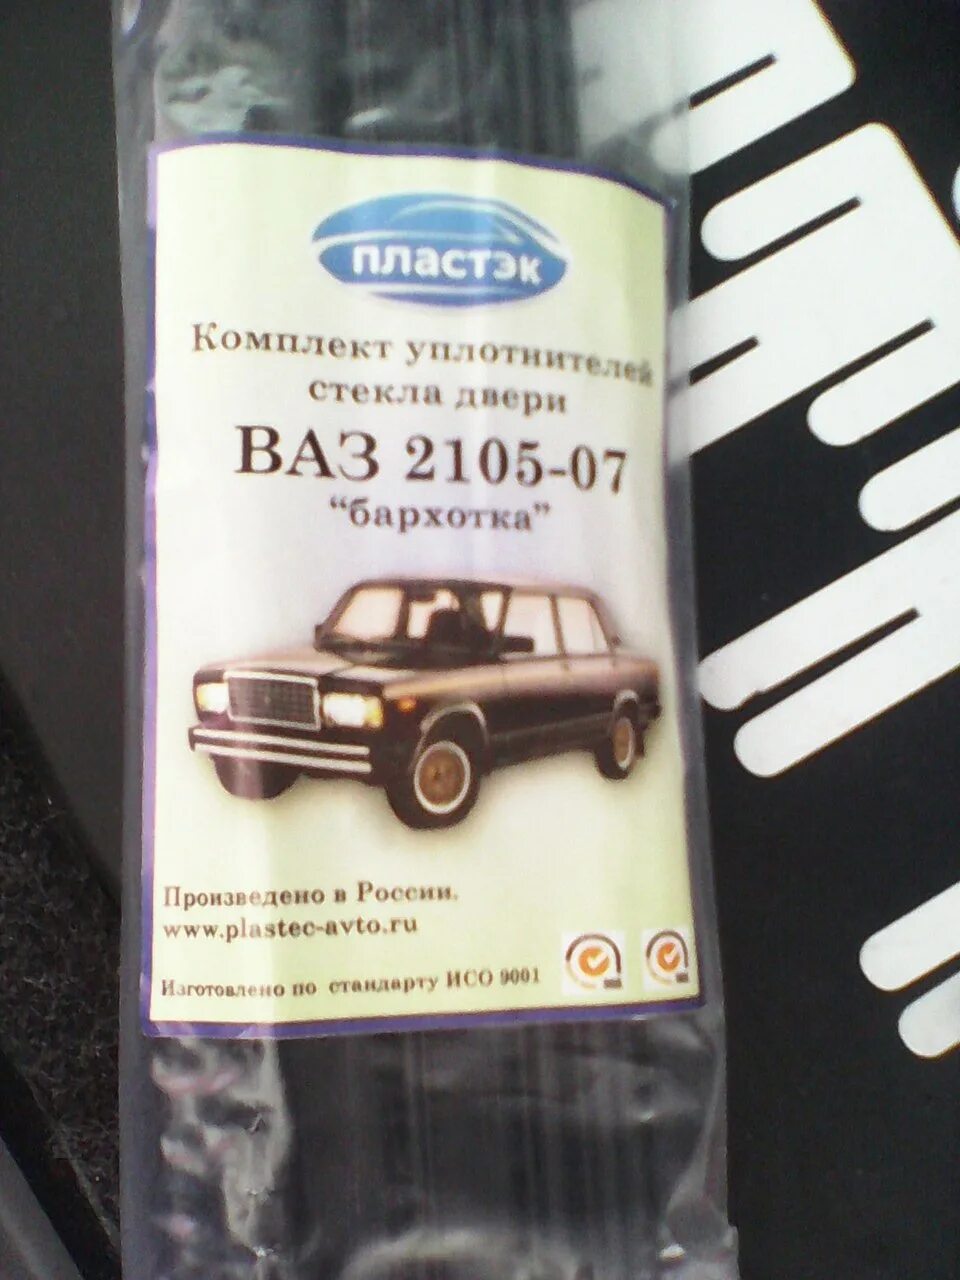 пластэк
Комплект уплотнителей
стекла двери
ВАЗ 2105-07
“бархотка”
Произведено в России.
www.plastec-avto.ru
Изготовлено по стандарту ИСО 9001